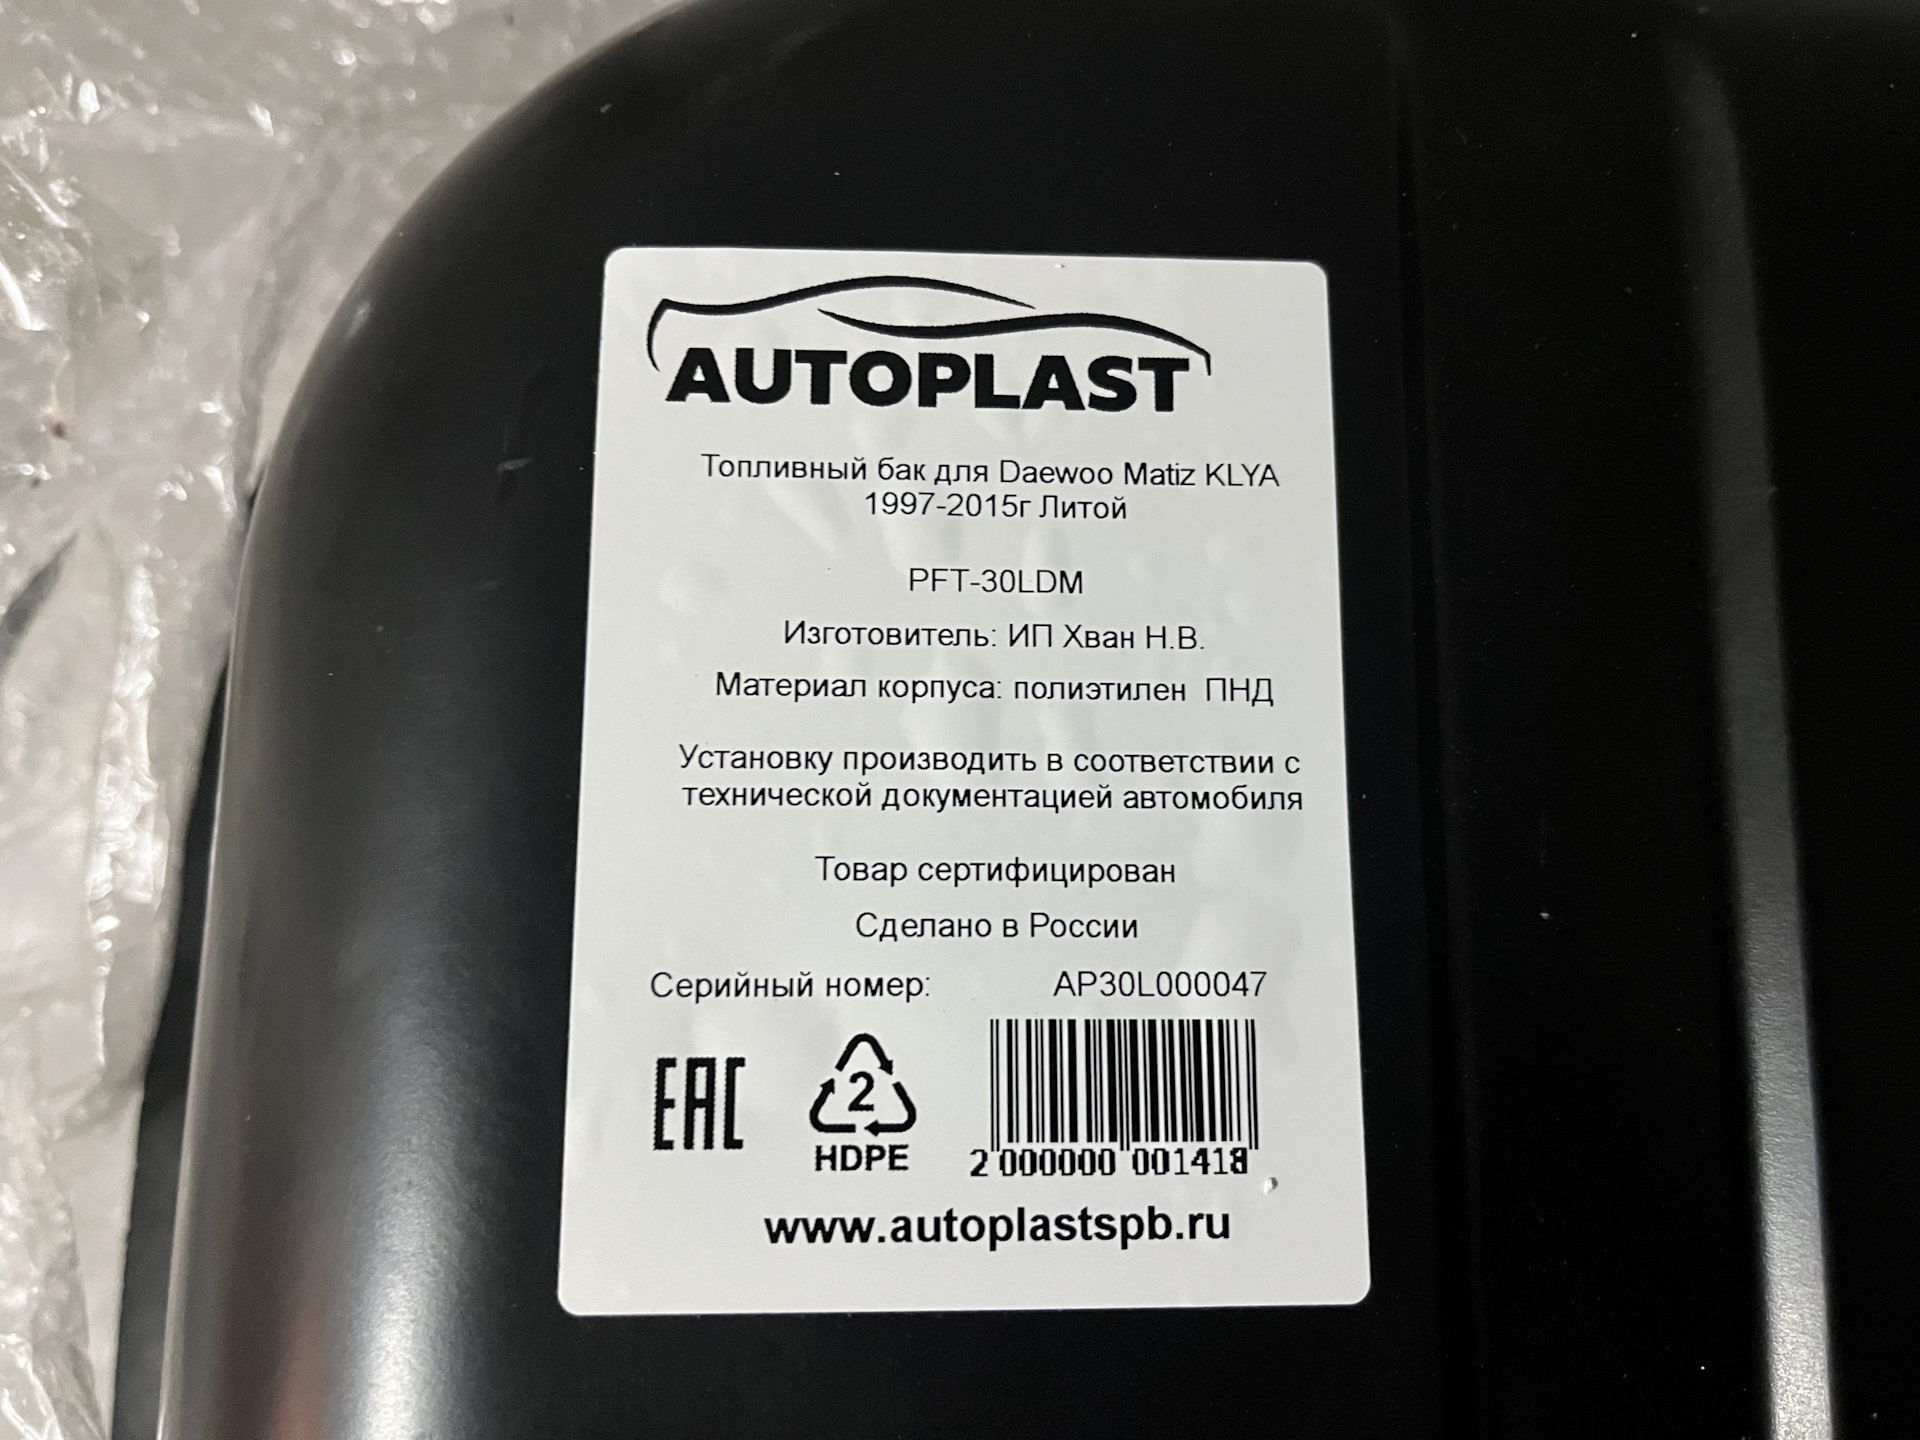 AUTOPLAST
Топливный бак для Daewoo Matiz KLYA
1997-2015г Литой
PFT-30LDM
Изготовитель: ИП Хван Н.В.
Материал корпуса: полиэтилен ПНД
Установку производить в соответствии с
технической документацией автомобиля
Товар сертифицирован
Сделано в России
Серийный номер: AP30L000047
EAC
2
HDPE
2 000000 001418
www.autoplastspb.ru